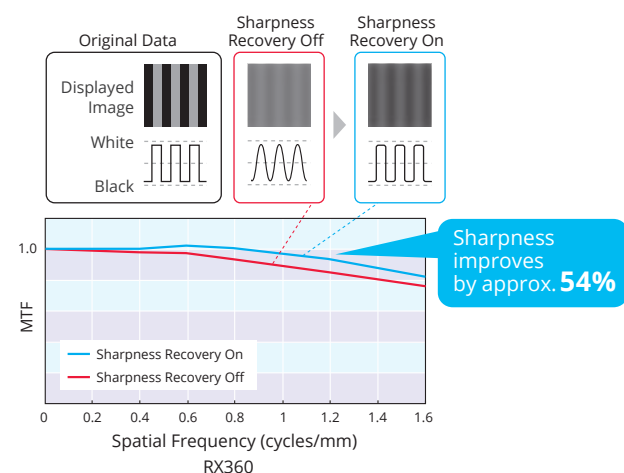 Original Data
Sharpness
Recovery Off
Sharpness
Recovery On
Displayed
Image
White
Black
Sharpness
improves
by approx. 54%
1.0
MTF
Sharpness Recovery On
Sharpness Recovery Off
0 0.2 0.4 0.6 0.8 1 1.2 1.4 1.6
Spatial Frequency (cycles/mm)
RX360